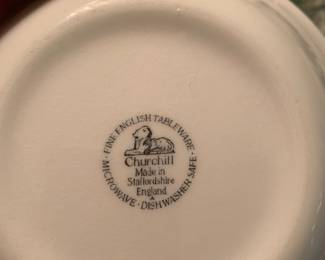 · FINE ENGLISH TABLEWARE ·
Churchill
Made in
Staffordshire
England
MICROWAVE · DISHWASHER SAFE ·